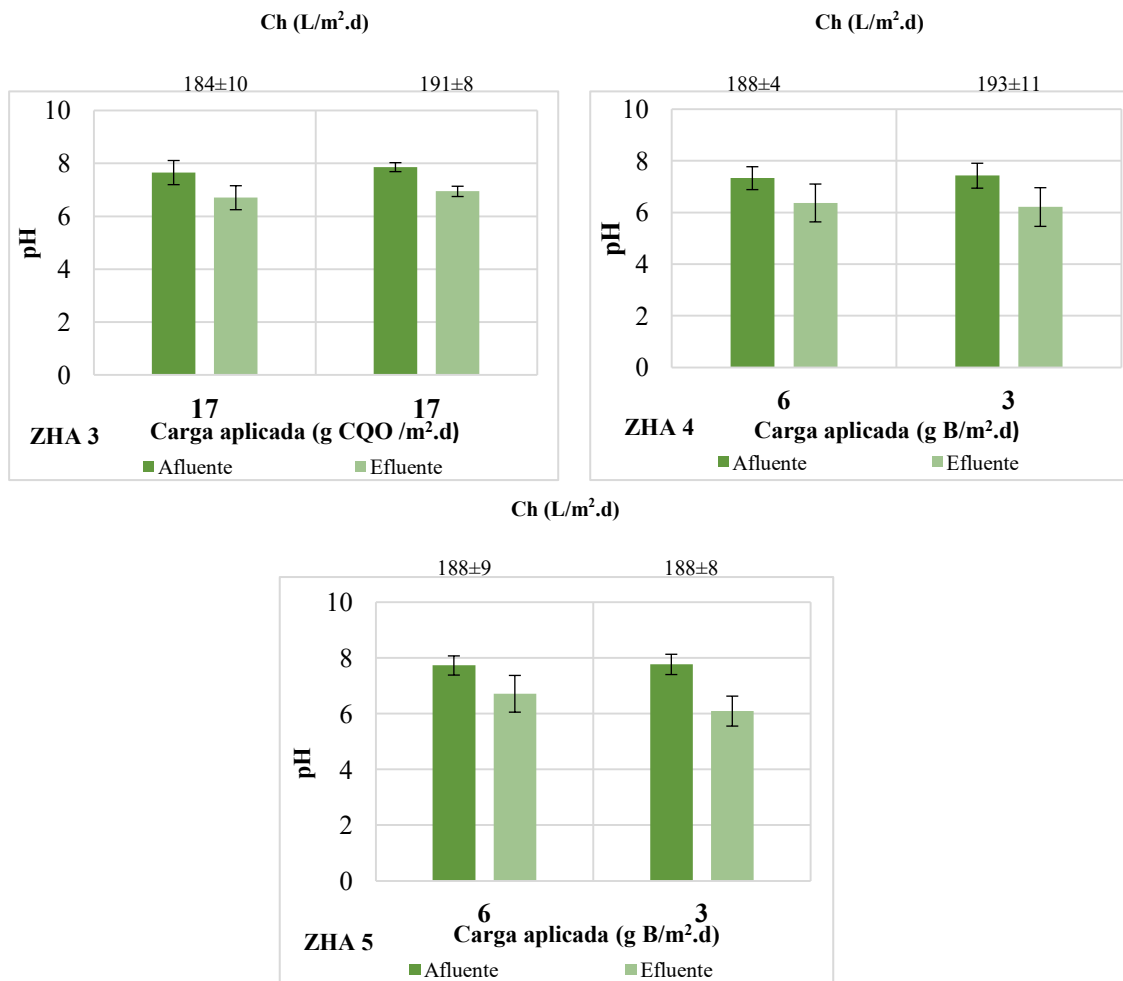 Ch (L/m².d)
184±10 191±8
10
8
6
4
2
0
pH
17 17
ZHA 3 Carga aplicada (g CQO /m².d)
Afluente Efluente
Ch (L/m².d)
188±4 193±11
10
8
6
4
2
0
pH
6 3
ZHA 4 Carga aplicada (g B/m².d)
Afluente Efluente
Ch (L/m².d)
188±9 188±8
10
8
6
4
2
0
pH
6 3
ZHA 5 Carga aplicada (g B/m².d)
Afluente Efluente